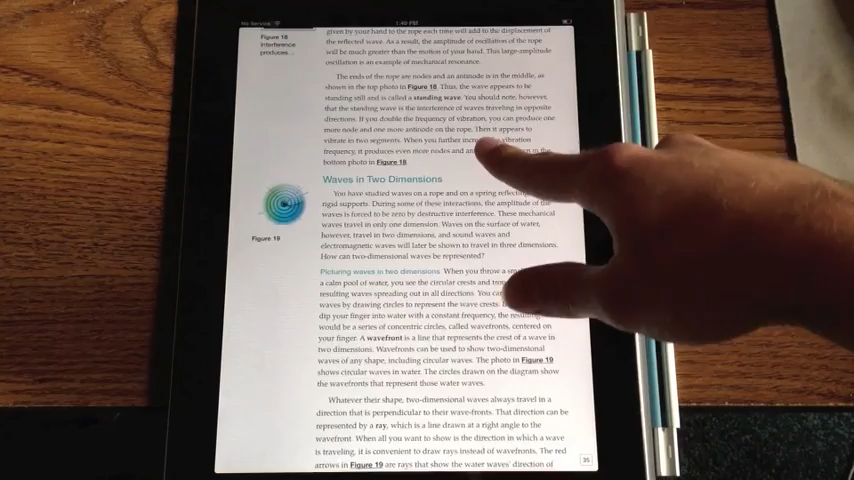 No Service
1:40 PM
Figure 18
Interference
produces...
given by your hand to the rope each time will add to the displacement
of the reflected wave. As a result, the amplitude of oscillation of the rope
will be much greater than the motion of your hand. This large-amplitude
oscillation is an example of mechanical resonance.
The ends of the rope are nodes and an antinode is in the middle, as
shown in the top photo in Figure 18. Thus, the wave appears to be
standing still and is called a standing wave. You should note, however,
that the standing wave is the interference of waves traveling in opposite
directions. If you double the frequency of vibration, you can produce one
more node and one more antinode on the rope. Then it appears to
vibrate in two segments. When you further vibration
frequency, it produces even more nodes and in the
bottom photo in Figure 18.
Waves in Two Dimensions
You have studied waves on a rope and on a spring
rigid supports. During some of these interactions, the amplitude of the
waves is forced to be zero by destructive interference. These mechanical
waves travel in only one dimension. Waves on the surface of water,
however, travel in two dimensions, and sound waves and
electromagnetic waves will later be shown to travel in three dimensions.
How can two-dimensional waves be represented?
Figure 19
Picturing waves in two dimensions When you throw a
a calm pool of water, you see the circular crests and
resulting waves spreading out in all directions. You
waves by drawing circles to represent the wave crests.
dip your finger into water with a constant frequency, the
would be a series of concentric circles, called wavefronts, centered on
your finger. A wavefront is a line that represents the crest of a wave in
two dimensions. Wavefronts can be used to show two-dimensional
waves of any shape, including circular waves. The photo in Figure 19
shows circular waves in water. The circles drawn on the diagram show
the wavefronts that represent those water waves.
Whatever their shape, two-dimensional waves always travel in a
direction that is perpendicular to their wave-fronts. That direction can be
represented by a ray, which is a line drawn at a right angle to the
wavefront. When all you want to show is the direction in which a wave
is traveling, it is convenient to draw rays instead of wavefronts. The red
arrows in Figure 19 are rays that show the water waves' direction of
35